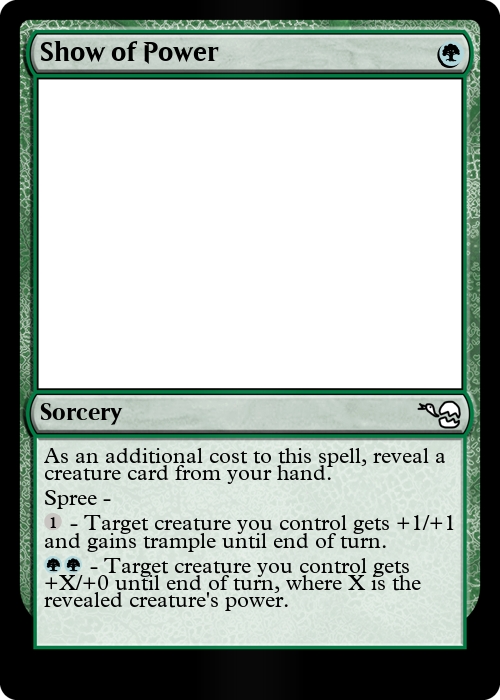 Show of Power
Sorcery
As an additional cost to this spell, reveal a
creature card from your hand.
Spree -
1 - Target creature you control gets +1/+1
and gains trample until end of turn.
- Target creature you control gets
+X/+0 until end of turn, where X is the
revealed creature's power.